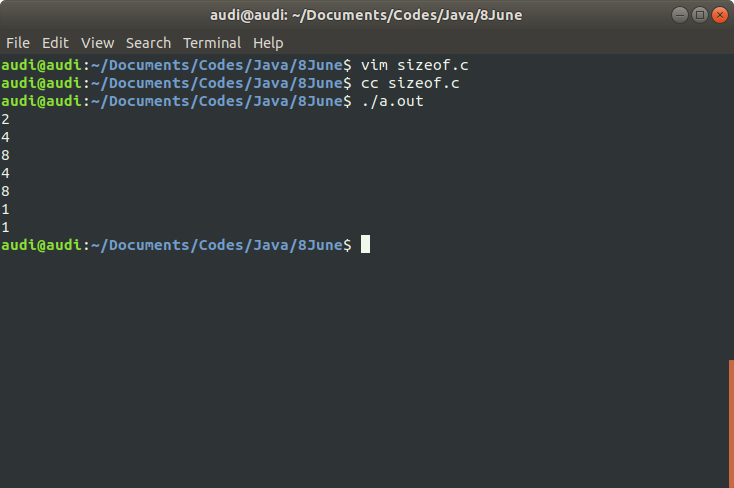 audi@audi: ~/Documents/Codes/Java/8June
File Edit View Search Terminal Help
audi@audi:~/Documents/Codes/Java/8June$ vim sizeof.c
audi@audi:~/Documents/Codes/Java/8June$ cc sizeof.c
audi@audi:~/Documents/Codes/Java/8June$ ./a.out
2
4
8
4
8
1
1
audi@audi:~/Documents/Codes/Java/8June$